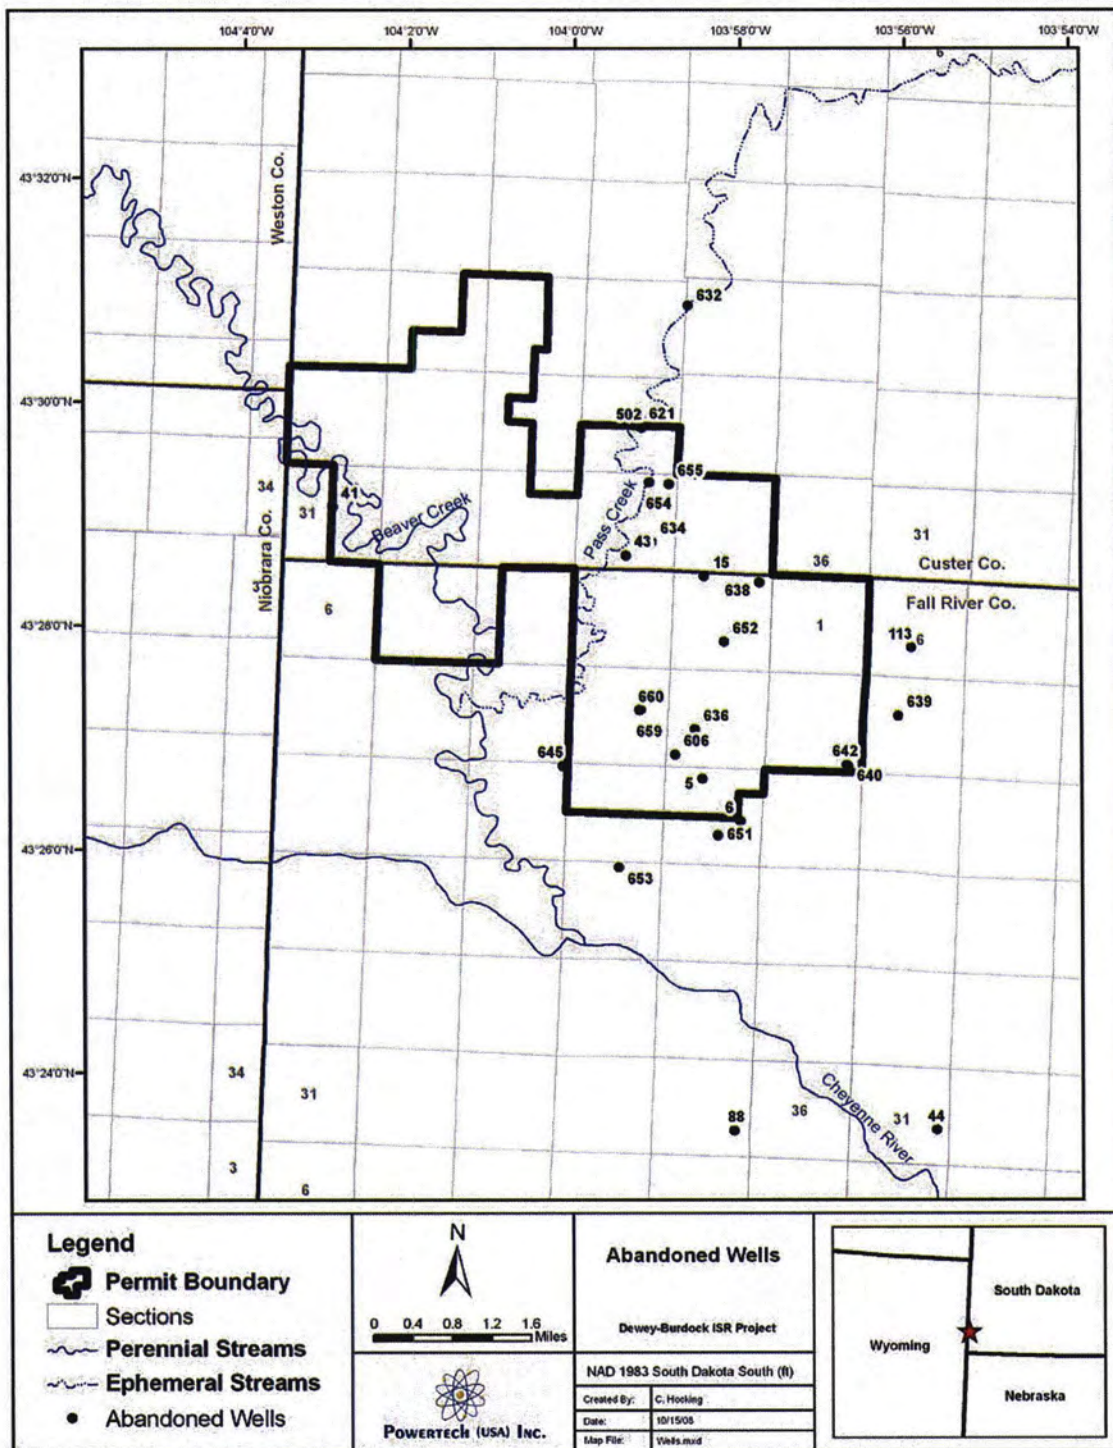 104°4'0"W 104°2'0"W 104°0'0"W 103°58'0"W 103°56'0"W 103°54'0"W
6
43°32'0"N
Weston Co.
632
43°30'0"N
502 621
655
34
41
654
31
Beaver Creek
Pass Creek
634
43
31
15
36
Custer Co.
Niobrara Co.
638
Fall River Co.
6
43°28'0"N
652
1
113
6
660
639
636
659
606
645
642
640
5
6
651
43°26'0"N
653
43°24'0"N
34
31
Cheyenne River
88
36
31
44
3
6
Legend
Permit Boundary
Sections
Perennial Streams
Ephemeral Streams
Abandoned Wells
N
0 0.4 0.8 1.2 1.6
Miles
POWERTECH (USA) INC.
Abandoned Wells
Dewey-Burdock ISR Project
NAD 1983 South Dakota South (ft)
Created By: C. Hocking
Date: 10/15/08
Map File: Wells.mxd
South Dakota
Wyoming
Nebraska